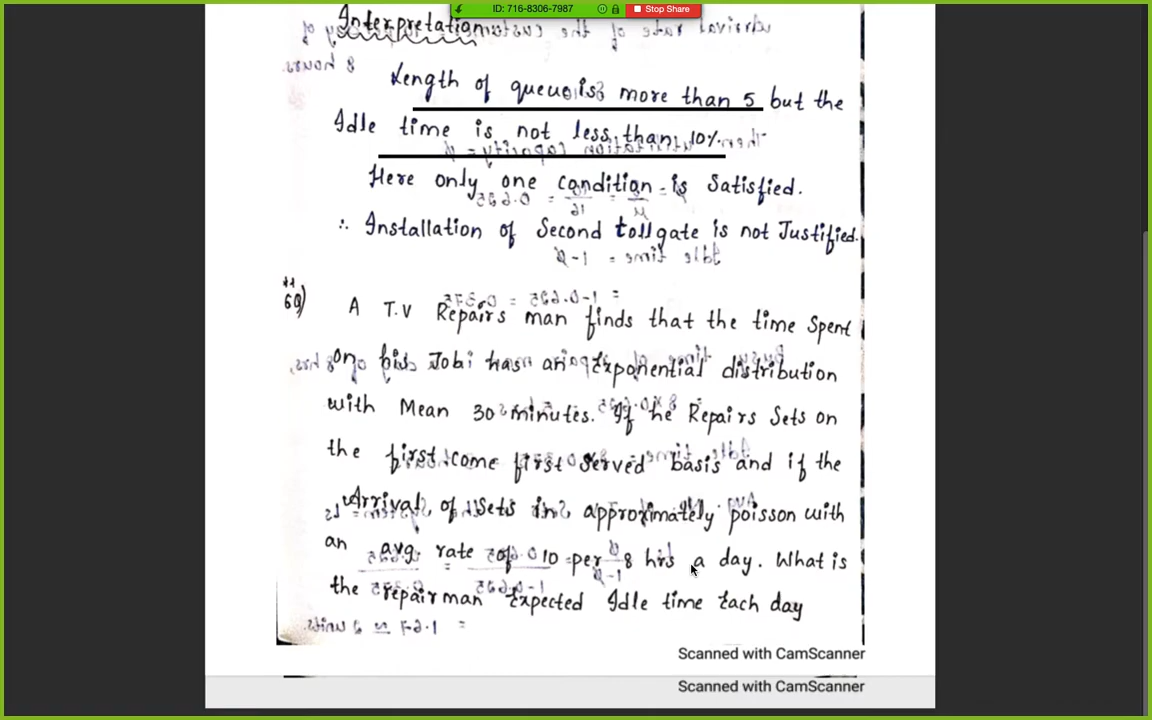 ID: 716-8306-7987 Stop Share
Interpretation
Length of queue is more than 5 but the
Idle time is not less than 10%.
Here only one condition is Satisfied.
∴ Installation of Second tollgate is not Justified.
** 60) A T.V Repairs man finds that the time Spent
on his Job has an Exponential distribution
with Mean 30 minutes. If he Repairs Sets on
the first come first served basis and if the
Arrival of Sets is approximately poisson with
an avg. rate of 10 per 8 hrs a day. What is
the repairman Expected Idle time Each day
Scanned with CamScanner
Scanned with CamScanner